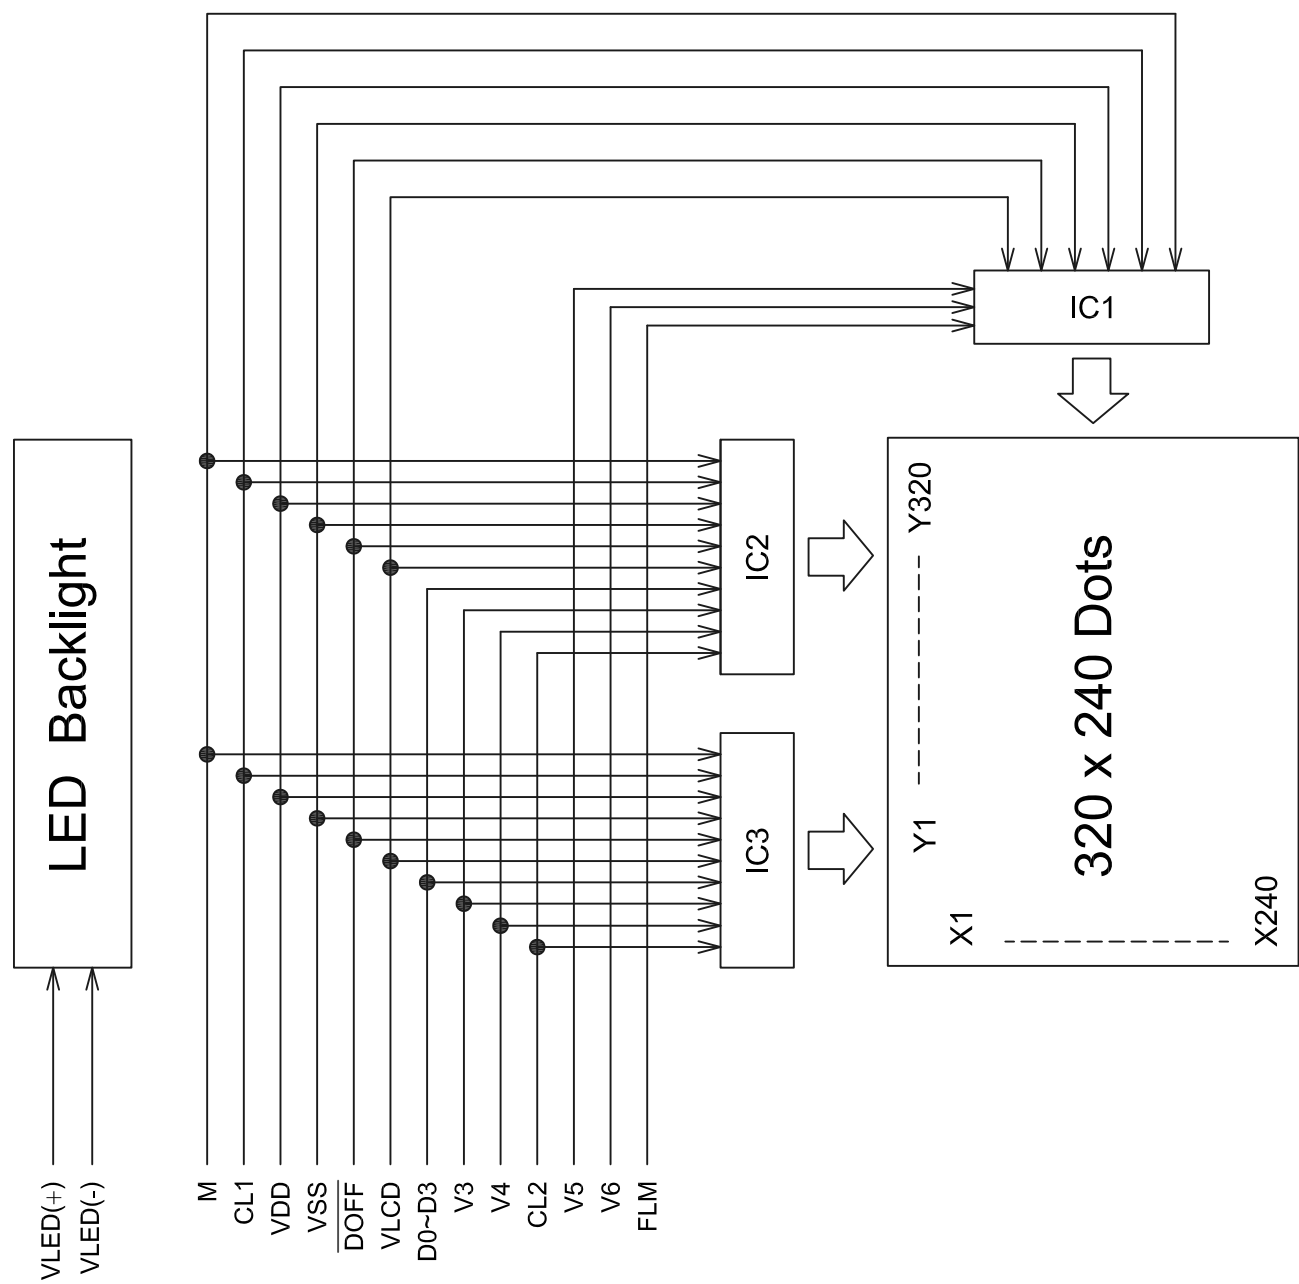 IC1
LED Backlight
IC2
Y320
320 x 240 Dots
IC3
Y1
X1
X240
VLED(+)
VLED(-)
M
CL1
VDD
VSS
DOFF
VLCD
D0~D3
V3
V4
CL2
V5
V6
FLM